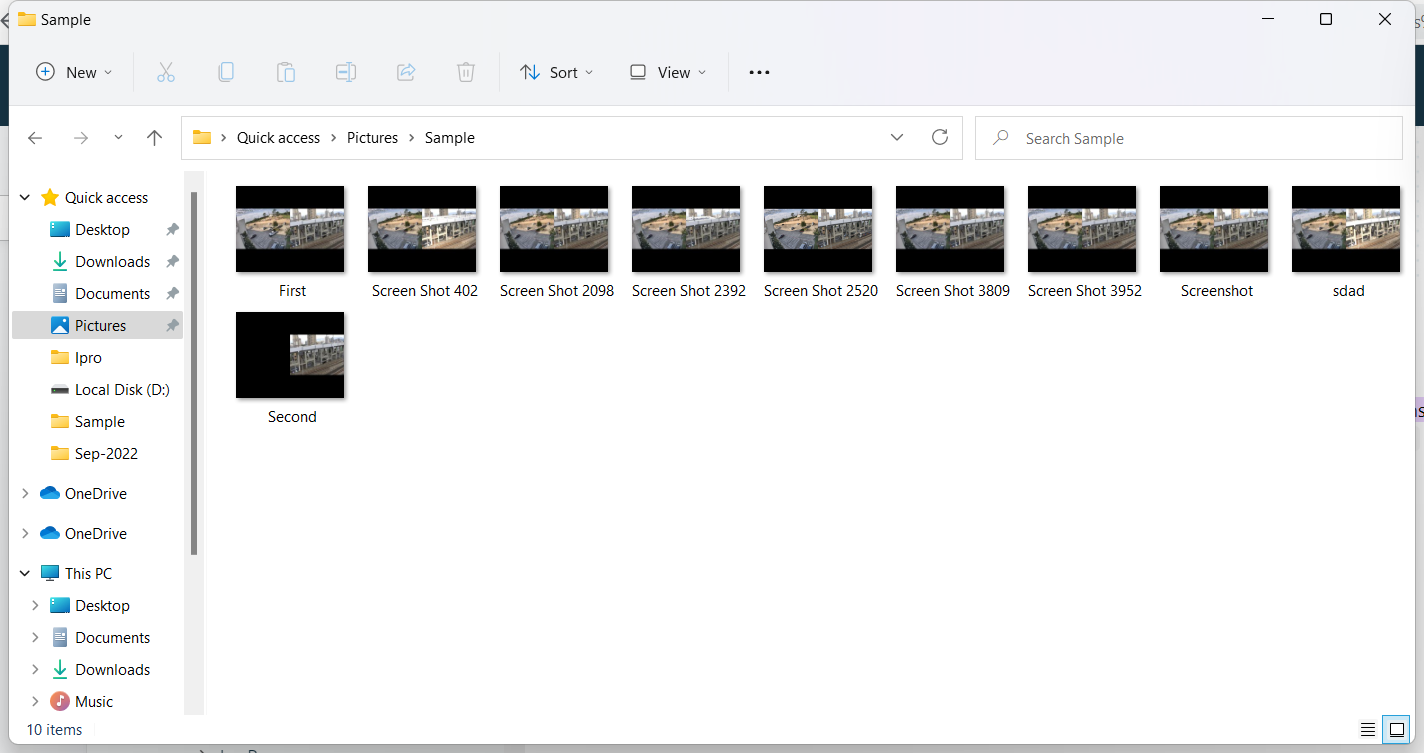 Sample
New
Sort
View
Quick access
Pictures
Sample
Search Sample
Quick access
Desktop
Downloads
Documents
Pictures
Ipro
Local Disk (D:)
Sample
Sep-2022
OneDrive
OneDrive
This PC
Desktop
Documents
Downloads
Music
First
Screen Shot 402
Screen Shot 2098
Screen Shot 2392
Screen Shot 2520
Screen Shot 3809
Screen Shot 3952
Screenshot
sdad
Second
10 items